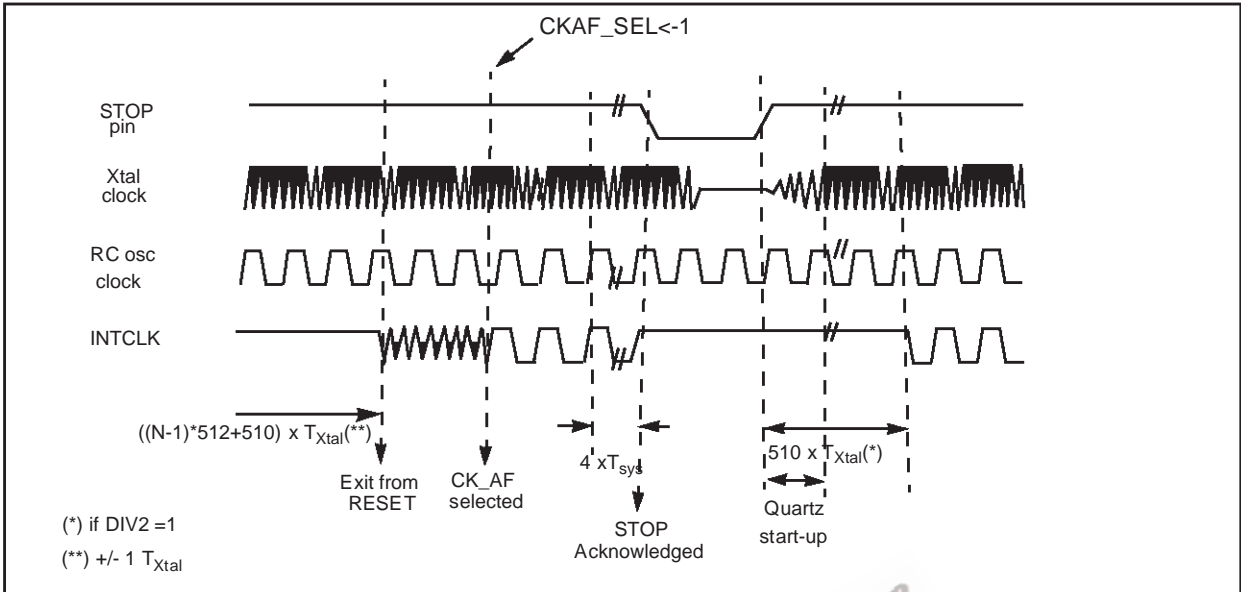 CKAF_SEL<-1
STOP
pin
Xtal
clock
RC osc
clock
INTCLK
((N-1)*512+510) x TXtal(**)
4 xTsys
510 x TXtal(*)
Exit from
RESET
CK_AF
selected
Quartz
start-up
STOP
Acknowledged
(*) if DIV2 =1
(**) +/- 1 TXtal